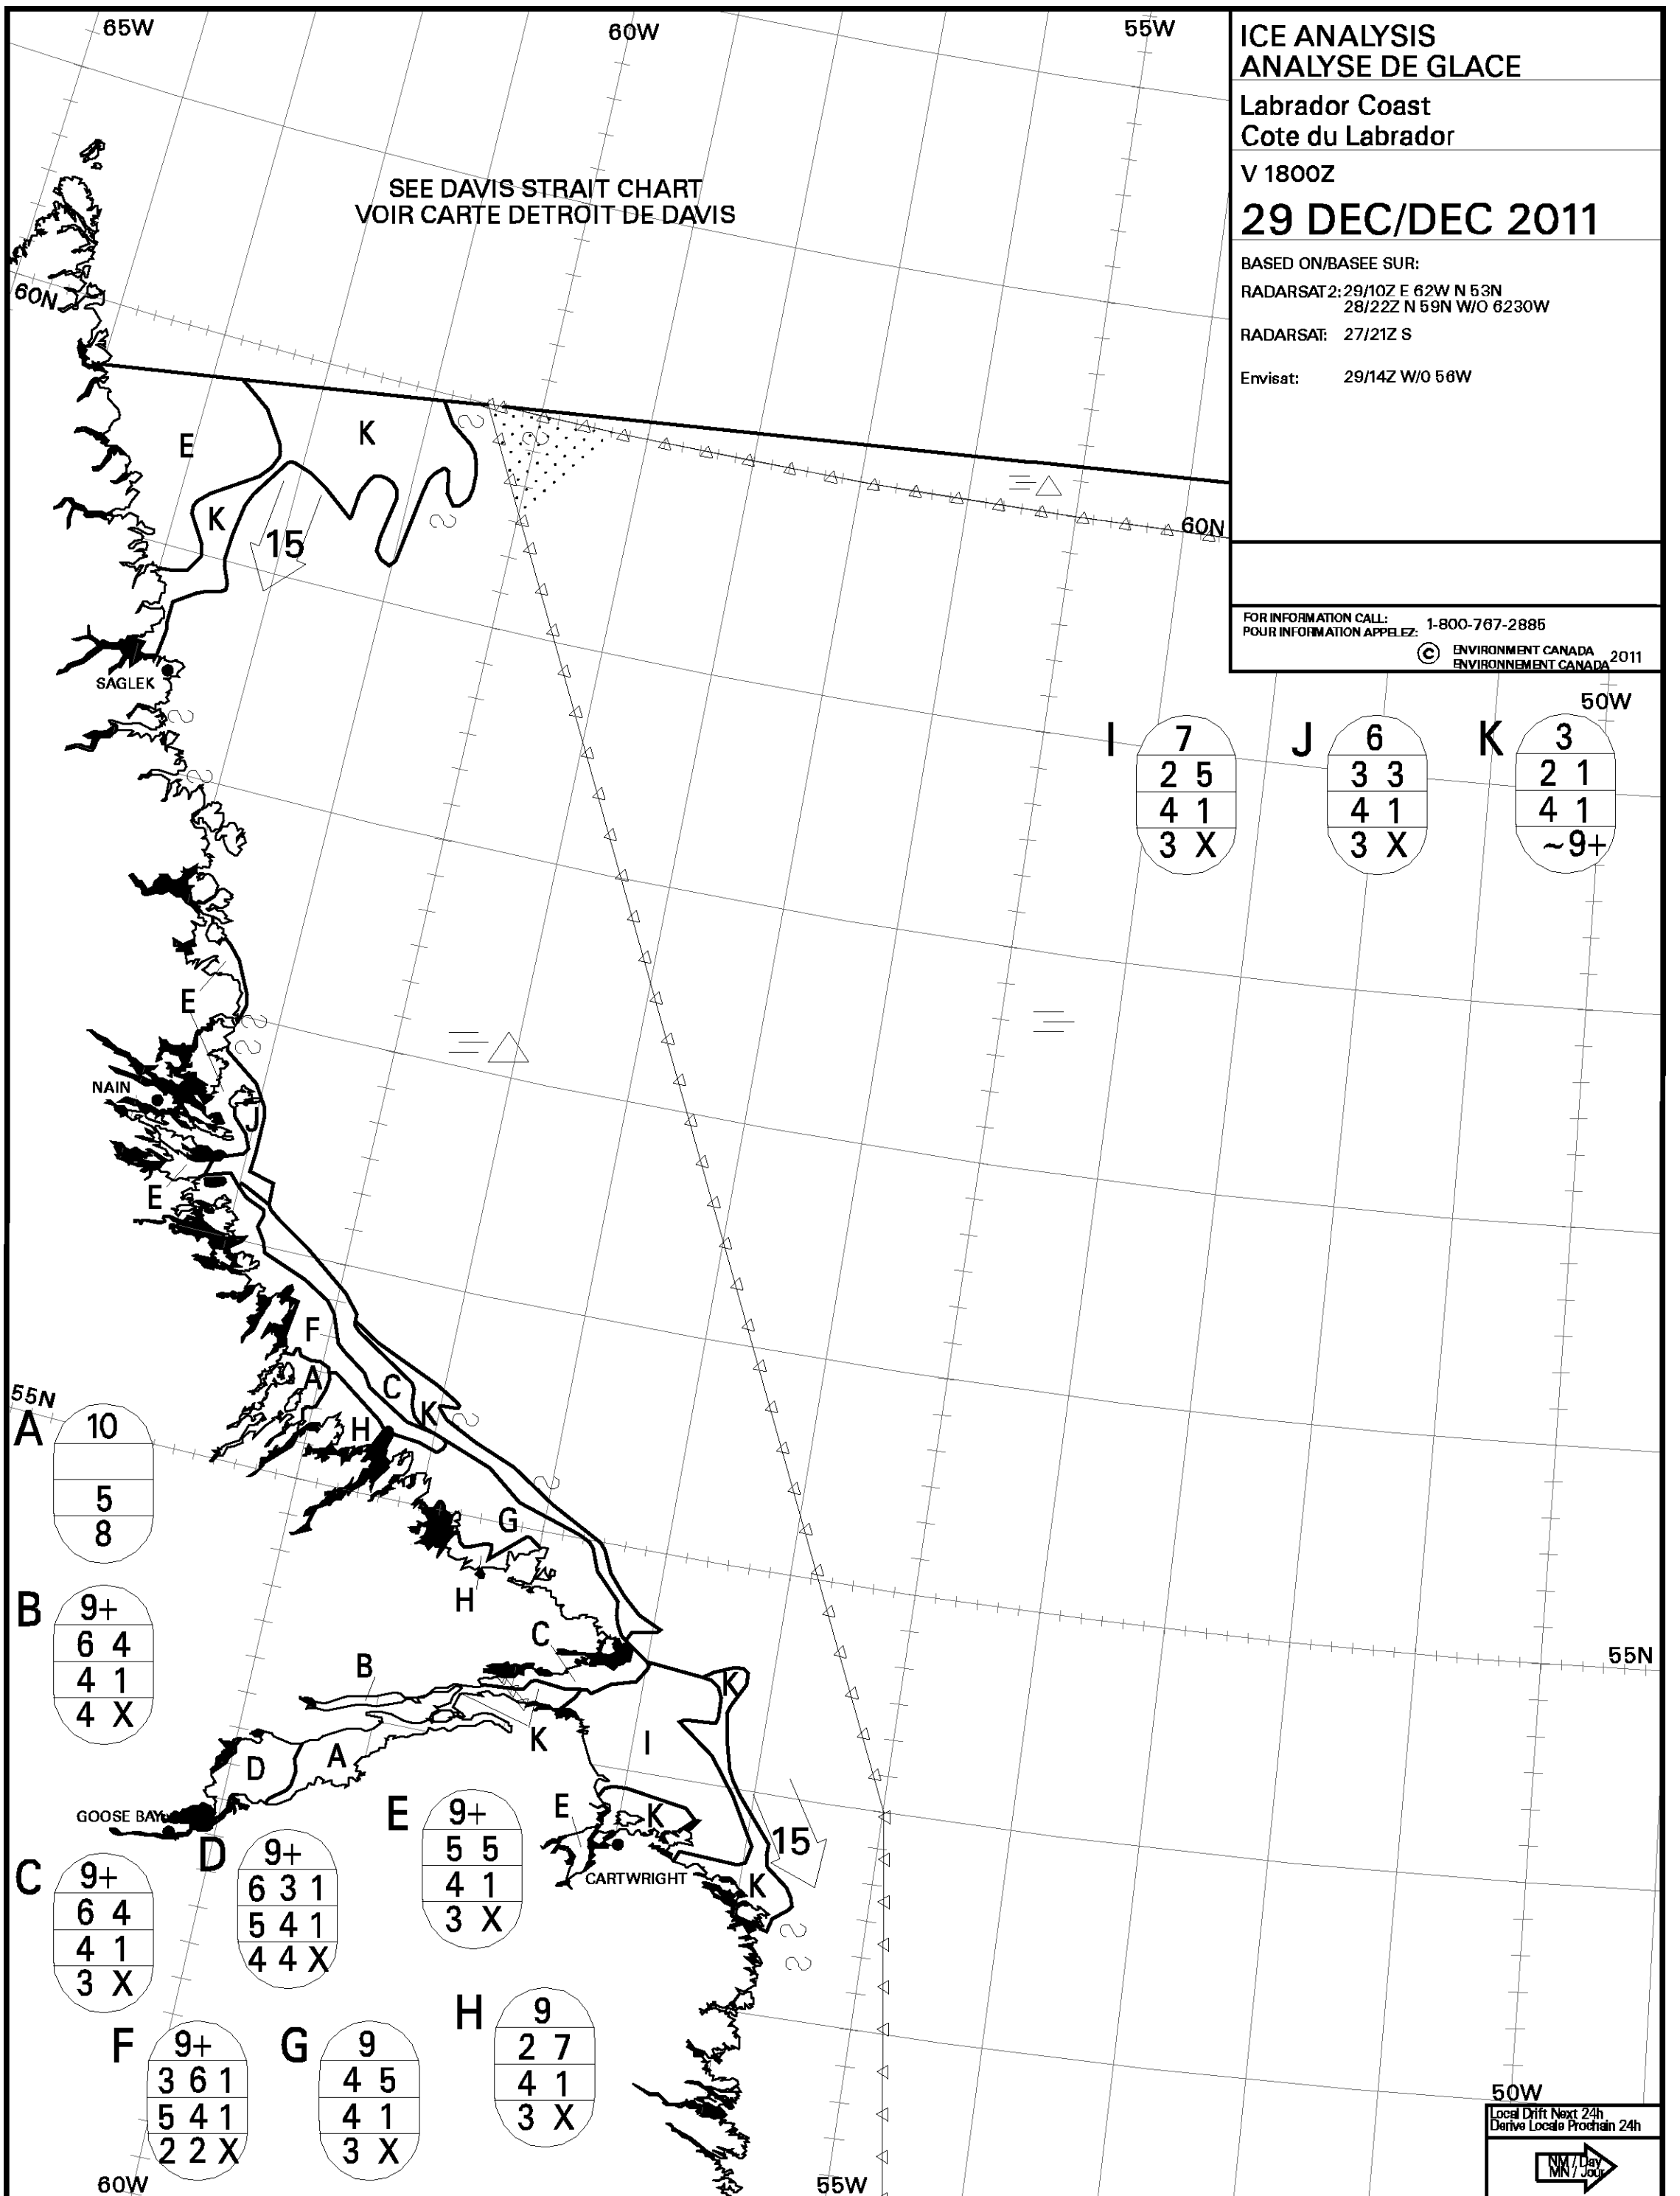 65W
60W
55W
ICE ANALYSIS
ANALYSE DE GLACE
Labrador Coast
Cote du Labrador
V 1800Z
29 DEC/DEC 2011
BASED ON/BASEE SUR:
RADARSAT2: 29/10Z E 62W N 53N
28/22Z N 59N W/O 6230W
RADARSAT: 27/21Z S
Envisat: 29/14Z W/0 56W
FOR INFORMATION CALL:
POUR INFORMATION APPELEZ: 1-800-767-2885
© ENVIRONMENT CANADA
ENVIRONNEMENT CANADA 2011
SEE DAVIS STRAIT CHART
VOIR CARTE DETROIT DE DAVIS
60N
E
K
K
15
60N
SAGLEK
50W
I
7
2 5
4 1
3 X
J
6
3 3
4 1
3 X
K
3
2 1
4 1
~9+
E
NAIN
J
E
F
A
C
K
H
55N
A
10
5
8
G
H
C
B
9+
6 4
4 1
4 X
B
K
K
I
55N
D
A
GOOSE BAY
E
K
15
CARTWRIGHT
K
C
9+
6 4
4 1
3 X
D
9+
6 3 1
5 4 1
4 4 X
E
9+
5 5
4 1
3 X
F
9+
3 6 1
5 4 1
2 2 X
G
9
4 5
4 1
3 X
H
9
2 7
4 1
3 X
60W
55W
50W
Local Drift Next 24h
Derive Locale Prochain 24h
NM / Day
MN / Jour